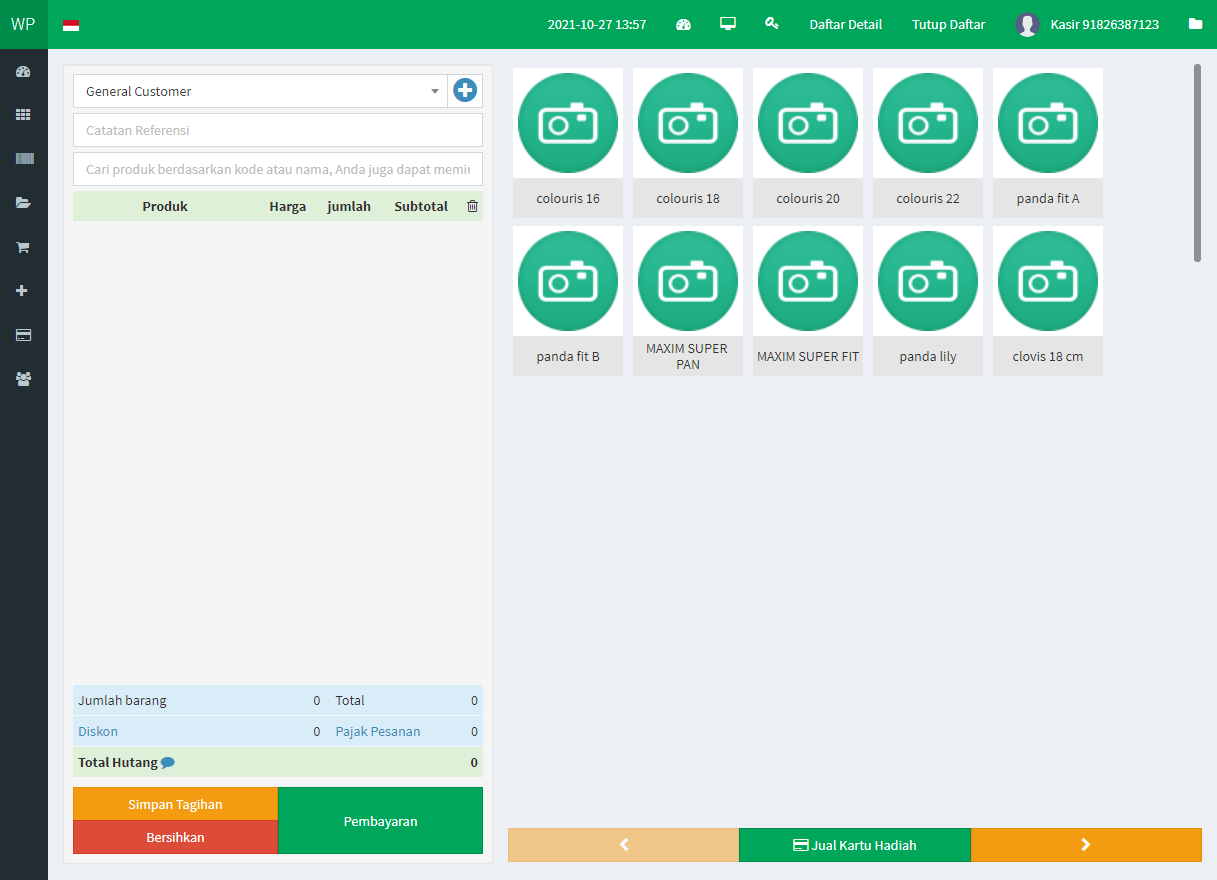 WP
2021-10-27 13:57
Daftar Detail
Tutup Daftar
Kasir 91826387123
General Customer
Catatan Referensi
Cari produk berdasarkan kode atau nama, Anda juga dapat memin
Produk Harga jumlah Subtotal
colouris 16
colouris 18
colouris 20
colouris 22
panda fit A
panda fit B
MAXIM SUPER
PAN
MAXIM SUPER FIT
panda lily
clovis 18 cm
Jumlah barang 0 Total 0
Diskon 0 Pajak Pesanan 0
Total Hutang 0
Simpan Tagihan
Bersihkan
Pembayaran
Jual Kartu Hadiah